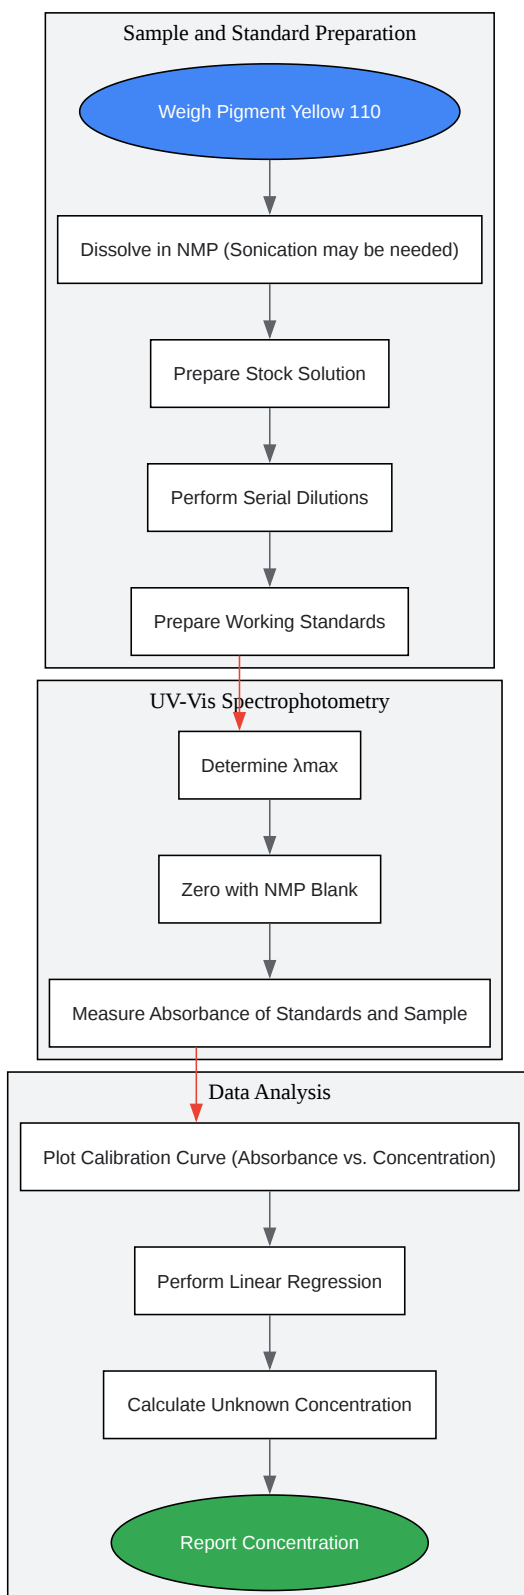 Sample and Standard Preparation
Weigh Pigment Yellow 110
Dissolve in NMP (Sonication may be needed)
Prepare Stock Solution
Perform Serial Dilutions
Prepare Working Standards
UV-Vis Spectrophotometry
Determine λmax
Zero with NMP Blank
Measure Absorbance of Standards and Sample
Data Analysis
Plot Calibration Curve (Absorbance vs. Concentration)
Perform Linear Regression
Calculate Unknown Concentration
Report Concentration